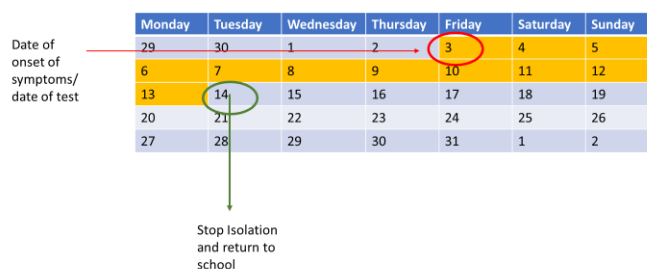 Monday Tuesday Wednesday Thursday Friday Saturday Sunday
29 30 1 2 3 4 5
6 7 8 9 10 11 12
13 14 15 16 17 18 19
20 21 22 23 24 25 26
27 28 29 30 31 1 2
Date of
onset of
symptoms/
date of test
Stop Isolation
and return to
school